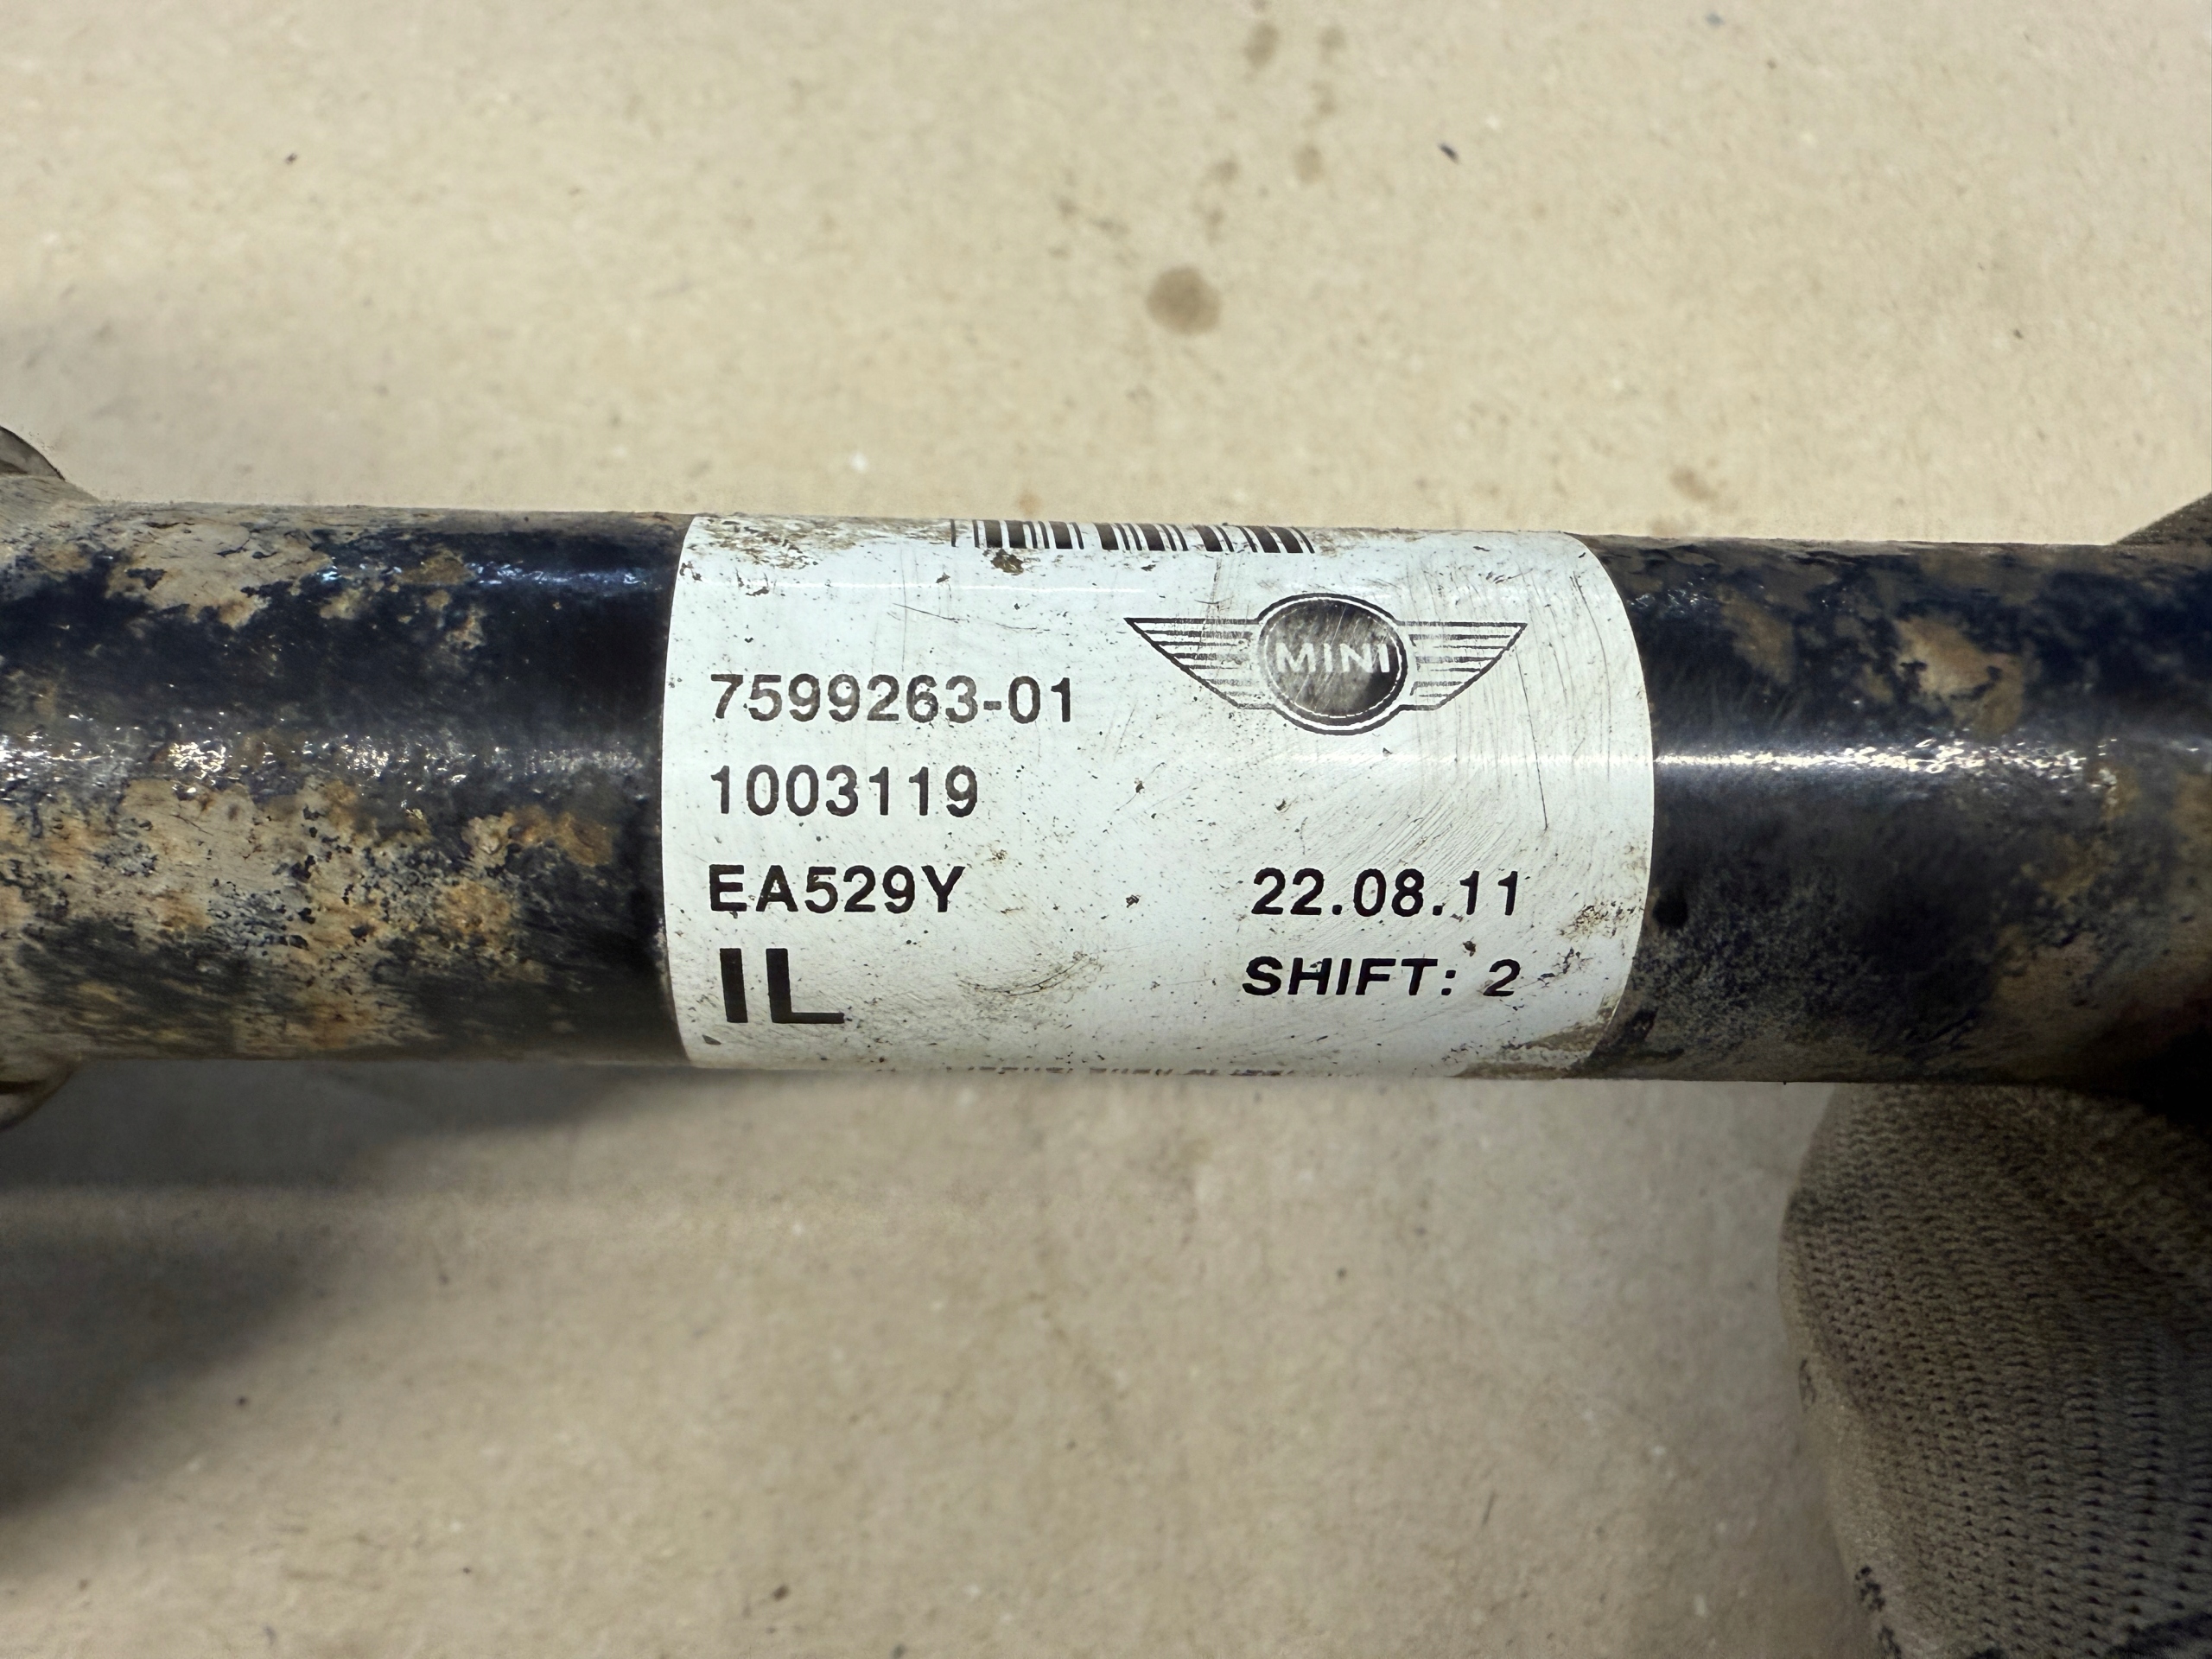 MINI
7599263-01
1003119
EA529Y
22.08.11
IL
SHIFT: 2